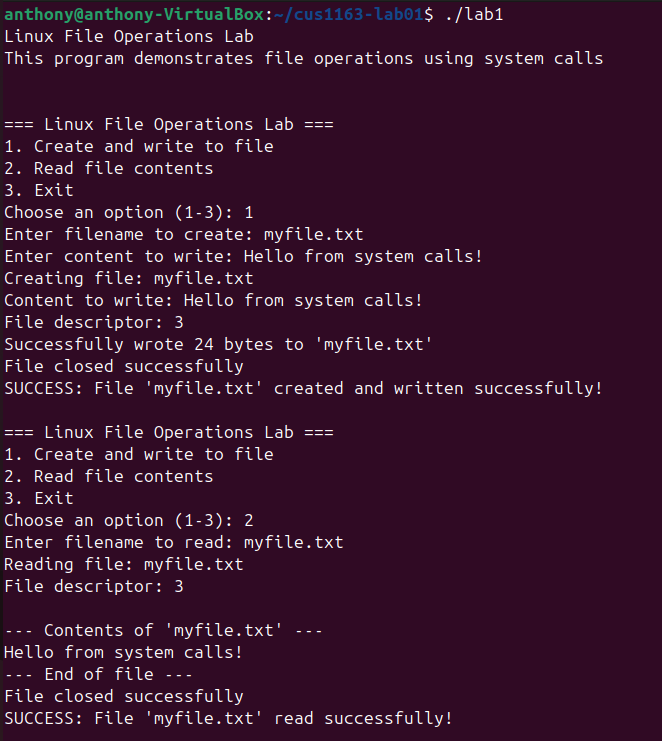 anthony@anthony-VirtualBox:~/cus1163-lab01$ ./lab1
Linux File Operations Lab
This program demonstrates file operations using system calls
=== Linux File Operations Lab ===
1. Create and write to file
2. Read file contents
3. Exit
Choose an option (1-3): 1
Enter filename to create: myfile.txt
Enter content to write: Hello from system calls!
Creating file: myfile.txt
Content to write: Hello from system calls!
File descriptor: 3
Successfully wrote 24 bytes to 'myfile.txt'
File closed successfully
SUCCESS: File 'myfile.txt' created and written successfully!
=== Linux File Operations Lab ===
1. Create and write to file
2. Read file contents
3. Exit
Choose an option (1-3): 2
Enter filename to read: myfile.txt
Reading file: myfile.txt
File descriptor: 3
--- Contents of 'myfile.txt' ---
Hello from system calls!
--- End of file ---
File closed successfully
SUCCESS: File 'myfile.txt' read successfully!